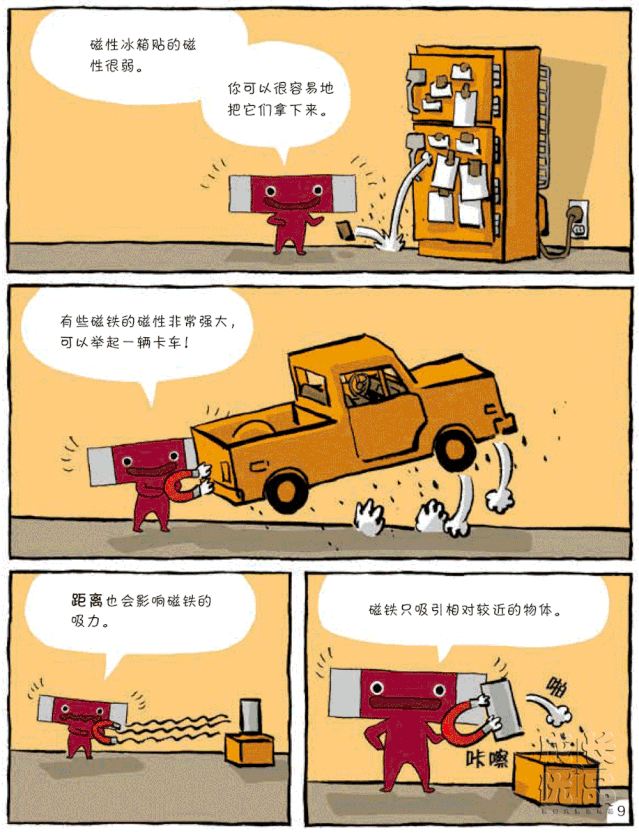 磁性冰箱贴的磁
性很弱。
你可以很容易地
把它们拿下来。
有些磁铁的磁性非常强大，
可以举起一辆卡车！
距离也会影响磁铁的
吸力。
磁铁只吸引相对较近的物体。
啪
咔嚓
9